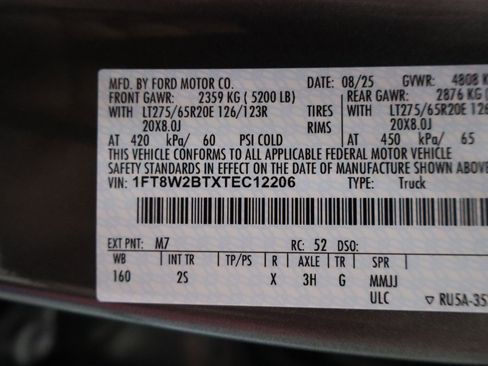 MFD. BY FORD MOTOR CO. DATE: 08/25 GVWR: 4808 K
FRONT GAWR: 2359 KG ( 5200 LB) REAR GAWR: 2876 KG (
WITH LT275/65R20E 126/123R TIRES WITH LT275/65R20E 126
20X8.0J RIMS 20X8.0J
AT 420 kPa/ 60 PSI COLD AT 450 kPa/ 65
THIS VEHICLE CONFORMS TO ALL APPLICABLE FEDERAL MOTOR VEHICLE
SAFETY STANDARDS IN EFFECT ON THE DATE OF MANUFACTURE SHOWN ABOVE.
VIN: 1FT8W2BTXTEC12206 TYPE: Truck
EXT PNT: M7 RC: 52 DSO:
WB INT TR TP/PS R AXLE TR SPR
160 2S X 3H G MMJJ
ULC ▽ RU5A-35